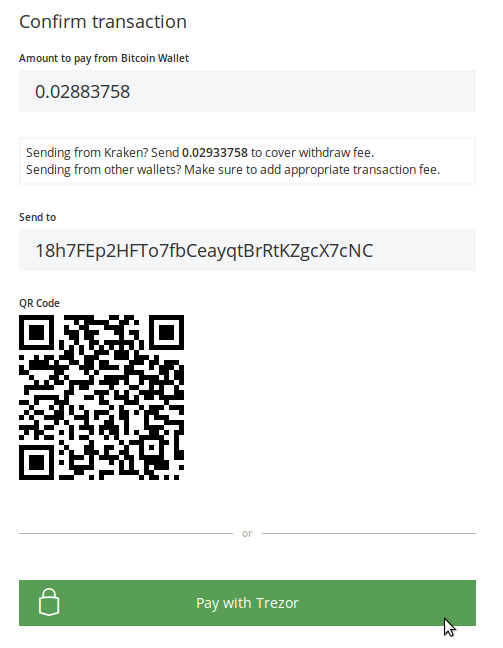 Confirm transaction
Amount to pay from Bitcoin Wallet
0.02883758
Sending from Kraken? Send 0.02933758 to cover withdraw fee.
Sending from other wallets? Make sure to add appropriate transaction fee.
Send to
18h7FEp2HFTo7fbCeayqtBrRtKZgcX7cNC
QR Code
or
Pay with Trezor